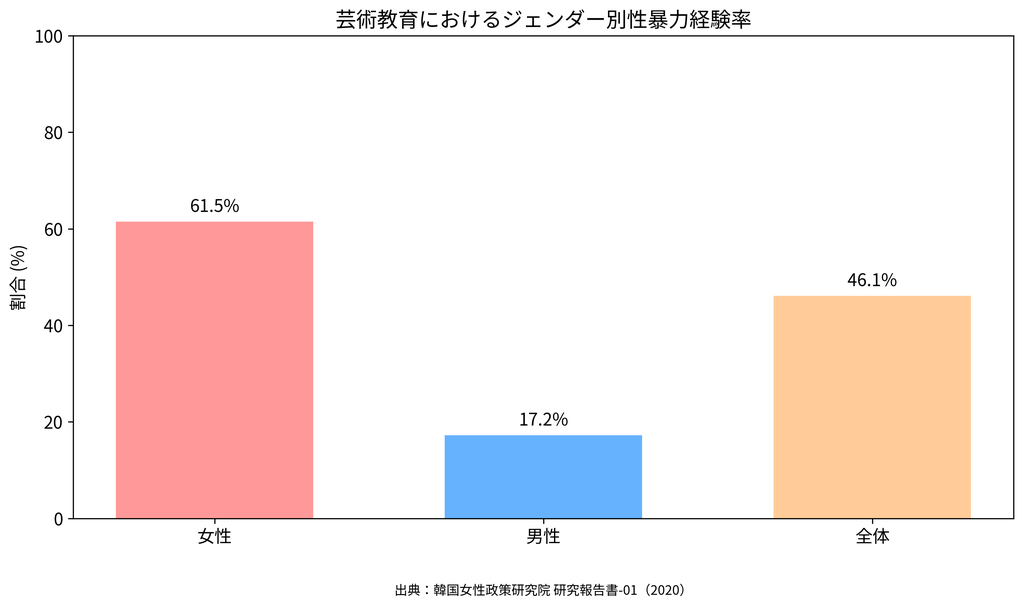 芸術教育におけるジェンダー別性暴力経験率
100
80
60
40
20
0
割合 (%)
61.5%
17.2%
46.1%
女性
男性
全体
出典：韓国女性政策研究院 研究報告書-01（2020）